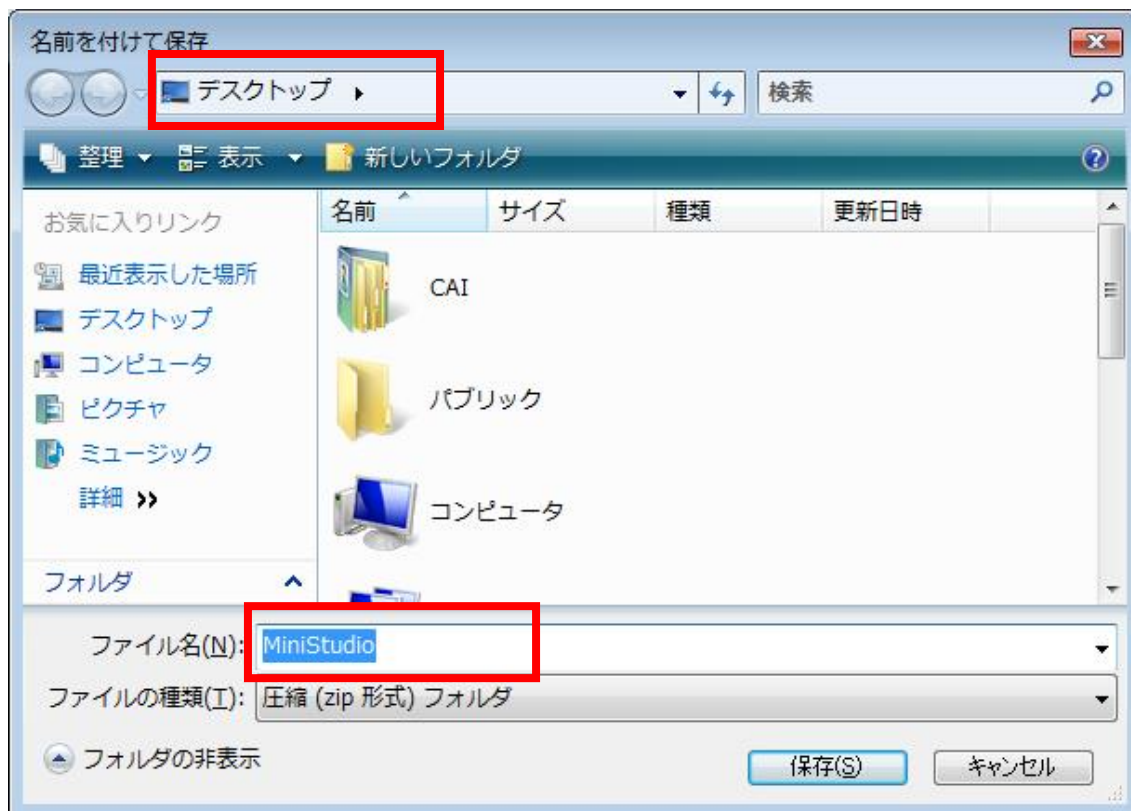 名前を付けて保存
デスクトップ
検索
整理 表示 新しいフォルダ
お気に入りリンク
最近表示した場所
デスクトップ
コンピュータ
ピクチャ
ミュージック
詳細 >>
フォルダ
名前 サイズ 種類 更新日時
CAI
パブリック
コンピュータ
ファイル名(N): MiniStudio
ファイルの種類(T): 圧縮 (zip 形式) フォルダ
フォルダの非表示
保存(S) キャンセル